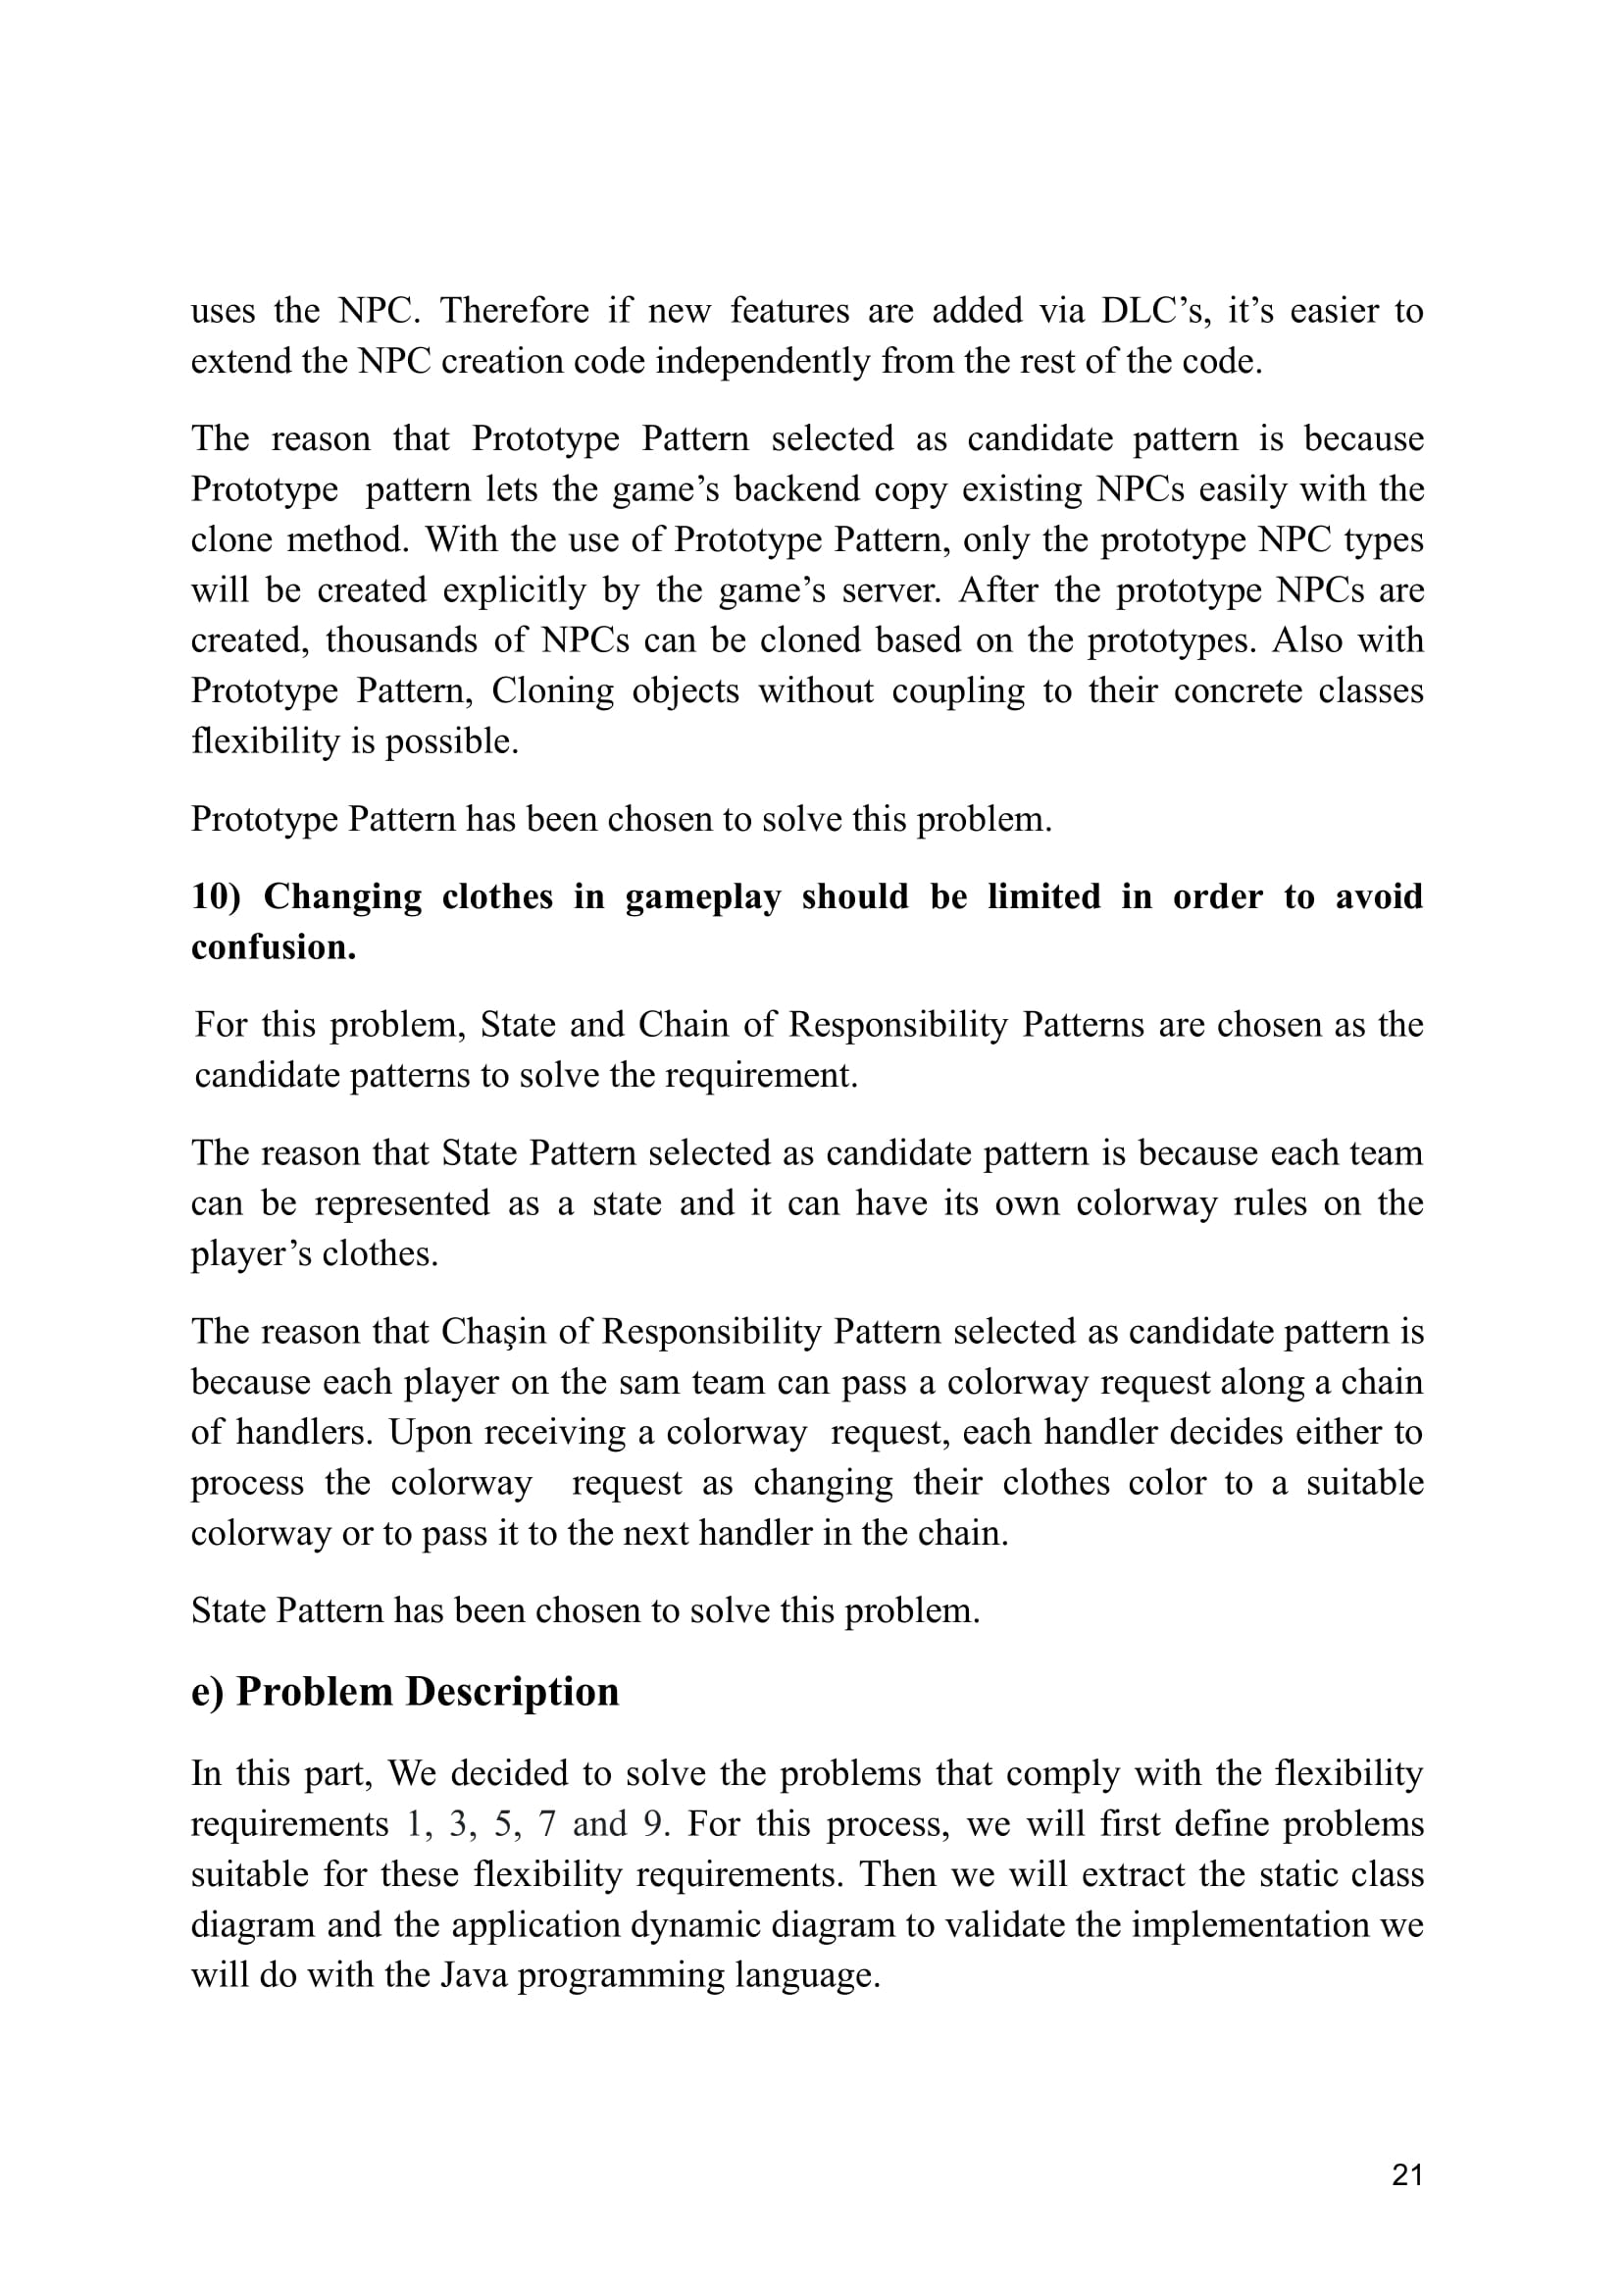 uses the NPC. Therefore if new features are added via DLC’s, it’s easier to
extend the NPC creation code independently from the rest of the code.
The reason that Prototype Pattern selected as candidate pattern is because
Prototype  pattern lets the game’s backend copy existing NPCs easily with the
clone method. With the use of Prototype Pattern, only the prototype NPC types
will be created explicitly by the game’s server. After the prototype NPCs are
created, thousands of NPCs can be cloned based on the prototypes. Also with
Prototype Pattern, Cloning objects without coupling to their concrete classes
flexibility is possible.
Prototype Pattern has been chosen to solve this problem.
10) Changing clothes in gameplay should be limited in order to avoid
confusion.
For this problem, State and Chain of Responsibility Patterns are chosen as the
candidate patterns to solve the requirement.
The reason that State Pattern selected as candidate pattern is because each team
can be represented as a state and it can have its own colorway rules on the
player’s clothes.
The reason that Chaşin of Responsibility Pattern selected as candidate pattern is
because each player on the sam team can pass a colorway request along a chain
of handlers. Upon receiving a colorway  request, each handler decides either to
process the colorway  request as changing their clothes color to a suitable
colorway or to pass it to the next handler in the chain.
State Pattern has been chosen to solve this problem.
e) Problem Description
In this part, We decided to solve the problems that comply with the flexibility
requirements 1, 3, 5, 7 and 9. For this process, we will first define problems
suitable for these flexibility requirements. Then we will extract the static class
diagram and the application dynamic diagram to validate the implementation we
will do with the Java programming language.
21